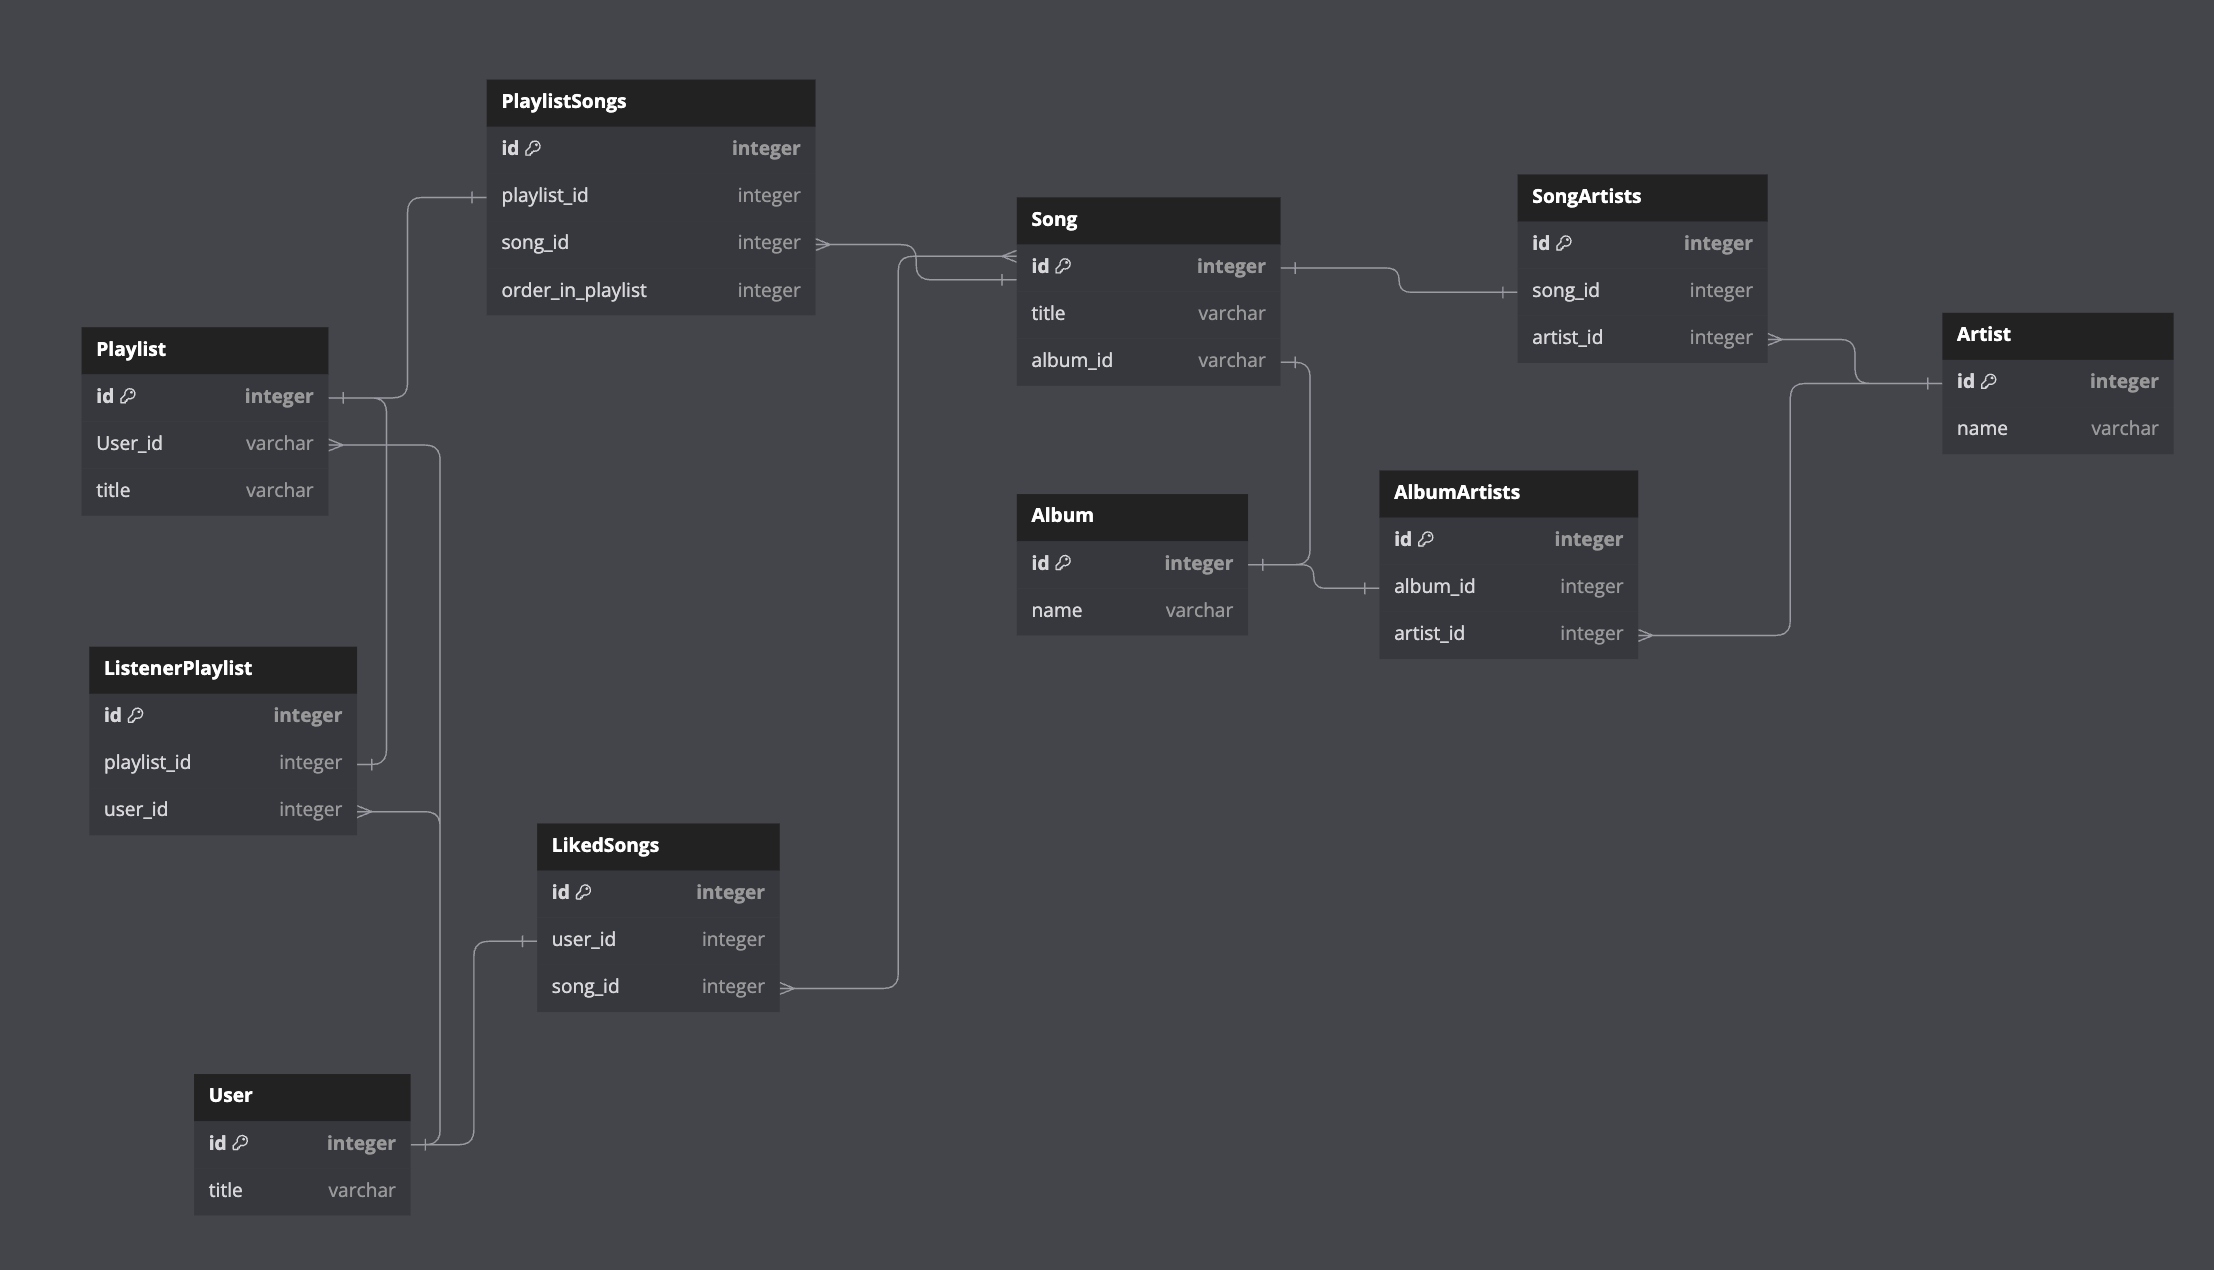 PlaylistSongs
id integer
playlist_id integer
song_id integer
order_in_playlist integer
Song
id integer
title varchar
album_id varchar
SongArtists
id integer
song_id integer
artist_id integer
Artist
id integer
name varchar
Playlist
id integer
User_id varchar
title varchar
Album
id integer
name varchar
AlbumArtists
id integer
album_id integer
artist_id integer
ListenerPlaylist
id integer
playlist_id integer
user_id integer
LikedSongs
id integer
user_id integer
song_id integer
User
id integer
title varchar